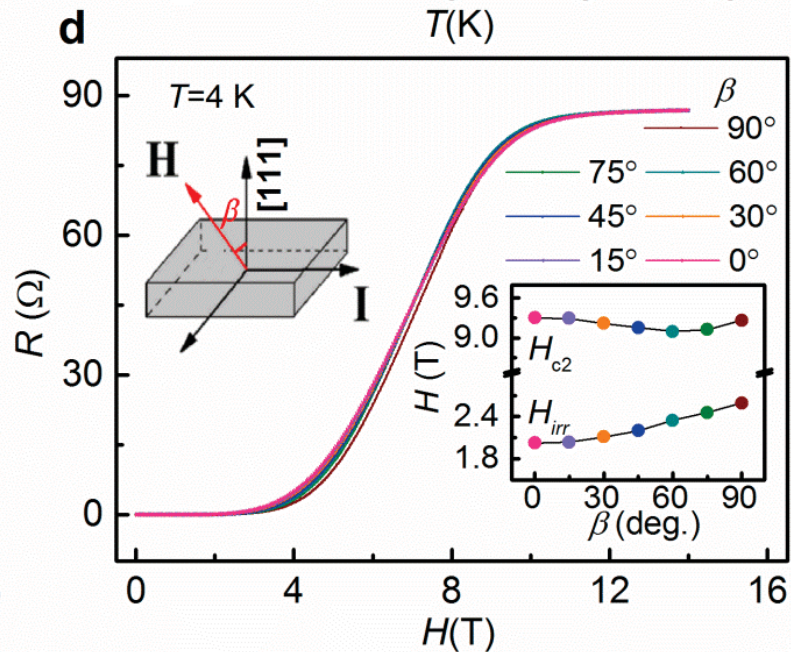 d
T(K)
90
T=4 K
β
90°
75°
60°
45°
30°
15°
0°
H
[111]
β
I
60
30
0
R (Ω)
9.6
9.0
H (T)
Hc2
2.4
Hirr
1.8
0 30 60 90
β (deg.)
0 4 8 12 16
H(T)